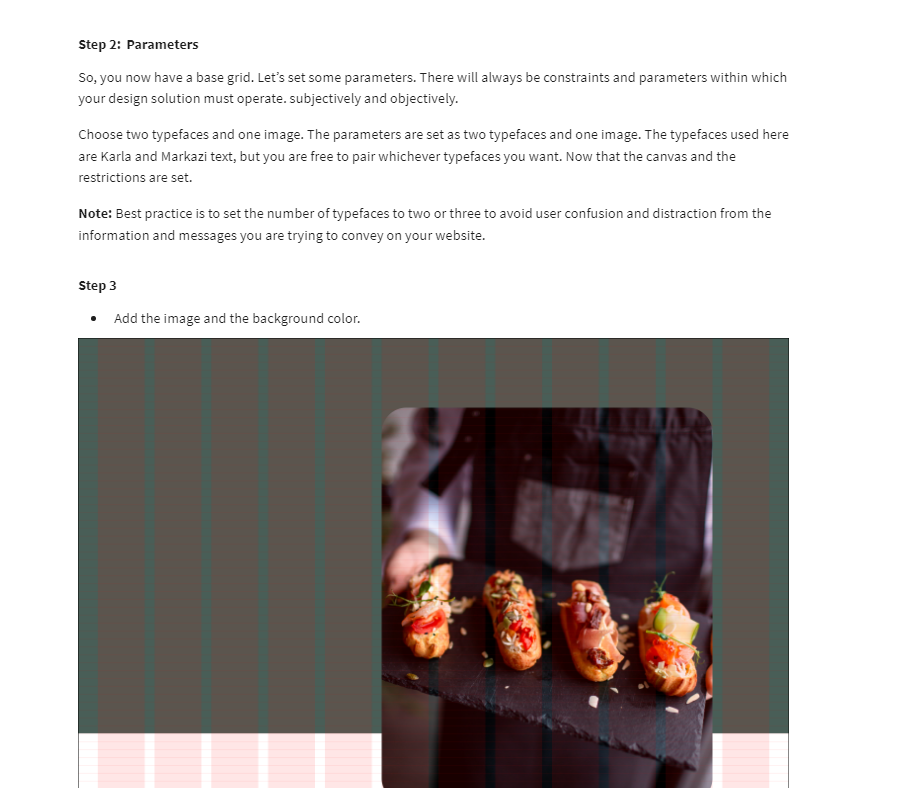 Step 2:  Parameters
So, you now have a base grid. Let’s set some parameters. There will always be constraints and parameters within which
your design solution must operate. subjectively and objectively.
Choose two typefaces and one image. The parameters are set as two typefaces and one image. The typefaces used here
are Karla and Markazi text, but you are free to pair whichever typefaces you want. Now that the canvas and the
restrictions are set.
Note: Best practice is to set the number of typefaces to two or three to avoid user confusion and distraction from the
information and messages you are trying to convey on your website.
Step 3
• Add the image and the background color.